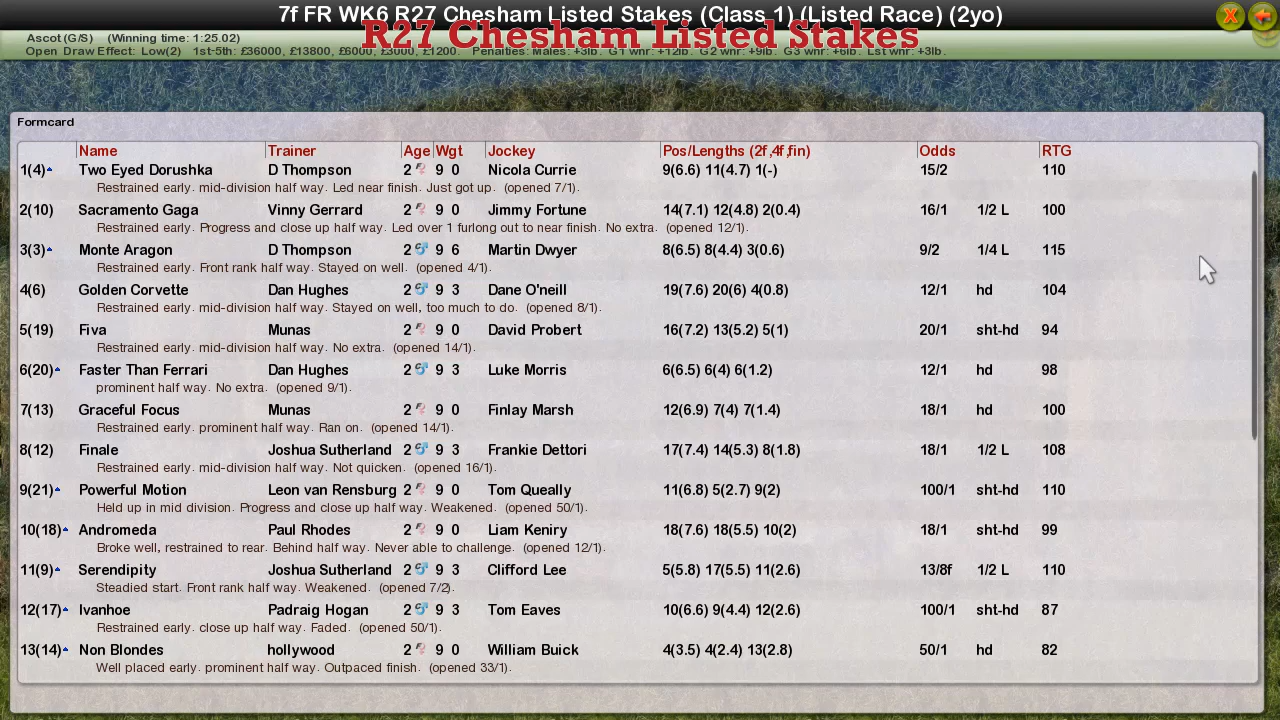 7f FR WK6 R27 Chesham Listed Stakes (Class 1) (Listed Race) (2yo)
R27 Chesham Listed Stakes
Ascot(G/S) (Winning time: 1:25.02)
Open Draw Effect: Low(2) 1st-5th: £36000, £13800, £6000, £3000, £1200. Penalties: Males: +3lb. G1 wnr: +12lb. G2 wnr: +9lb. G3 wnr: +6lb. Lst wnr: +3lb.
Formcard
Name Trainer Age Wgt Jockey Pos/Lengths (2f,4f,fin) Odds RTG
1(4) Two Eyed Dorushka D Thompson 2 9 0 Nicola Currie 9(6.6) 11(4.7) 1(-) 15/2 110
Restrained early. mid-division half way. Led near finish. Just got up. (opened 7/1).
2(10) Sacramento Gaga Vinny Gerrard 2 9 0 Jimmy Fortune 14(7.1) 12(4.8) 2(0.4) 16/1 1/2 L 100
Restrained early. Progress and close up half way. Led over 1 furlong out to near finish. No extra. (opened 12/1).
3(3) Monte Aragon D Thompson 2 9 6 Martin Dwyer 8(6.5) 8(4.4) 3(0.6) 9/2 1/4 L 115
Restrained early. Front rank half way. Stayed on well. (opened 4/1).
4(6) Golden Corvette Dan Hughes 2 9 3 Dane O'neill 19(7.6) 20(6) 4(0.8) 12/1 hd 104
Restrained early. mid-division half way. Stayed on well, too much to do. (opened 8/1).
5(19) Fiva Munas 2 9 0 David Probert 16(7.2) 13(5.2) 5(1) 20/1 sht-hd 94
Restrained early. mid-division half way. No extra. (opened 14/1).
6(20) Faster Than Ferrari Dan Hughes 2 9 3 Luke Morris 6(6.5) 6(4) 6(1.2) 12/1 hd 98
prominent half way. No extra. (opened 9/1).
7(13) Graceful Focus Munas 2 9 0 Finlay Marsh 12(6.9) 7(4) 7(1.4) 18/1 hd 100
Restrained early. prominent half way. Ran on. (opened 14/1).
8(12) Finale Joshua Sutherland 2 9 3 Frankie Dettori 17(7.4) 14(5.3) 8(1.8) 18/1 1/2 L 108
Restrained early. mid-division half way. Not quicken. (opened 16/1).
9(21) Powerful Motion Leon van Rensburg 2 9 0 Tom Queally 11(6.8) 5(2.7) 9(2) 100/1 sht-hd 110
Held up in mid division. Progress and close up half way. Weakened. (opened 50/1).
10(18) Andromeda Paul Rhodes 2 9 0 Liam Keniry 18(7.6) 18(5.5) 10(2) 18/1 sht-hd 99
Broke well, restrained to rear. Behind half way. Never able to challenge. (opened 12/1).
11(9) Serendipity Joshua Sutherland 2 9 3 Clifford Lee 5(5.8) 17(5.5) 11(2.6) 13/8f 1/2 L 110
Steadied start. Front rank half way. Weakened. (opened 7/2).
12(17) Ivanhoe Padraig Hogan 2 9 3 Tom Eaves 10(6.6) 9(4.4) 12(2.6) 100/1 sht-hd 87
Restrained early. close up half way. Faded. (opened 50/1).
13(14) Non Blondes hollywood 2 9 0 William Buick 4(3.5) 4(2.4) 13(2.8) 50/1 hd 82
Well placed early. prominent half way. Outpaced finish. (opened 33/1).